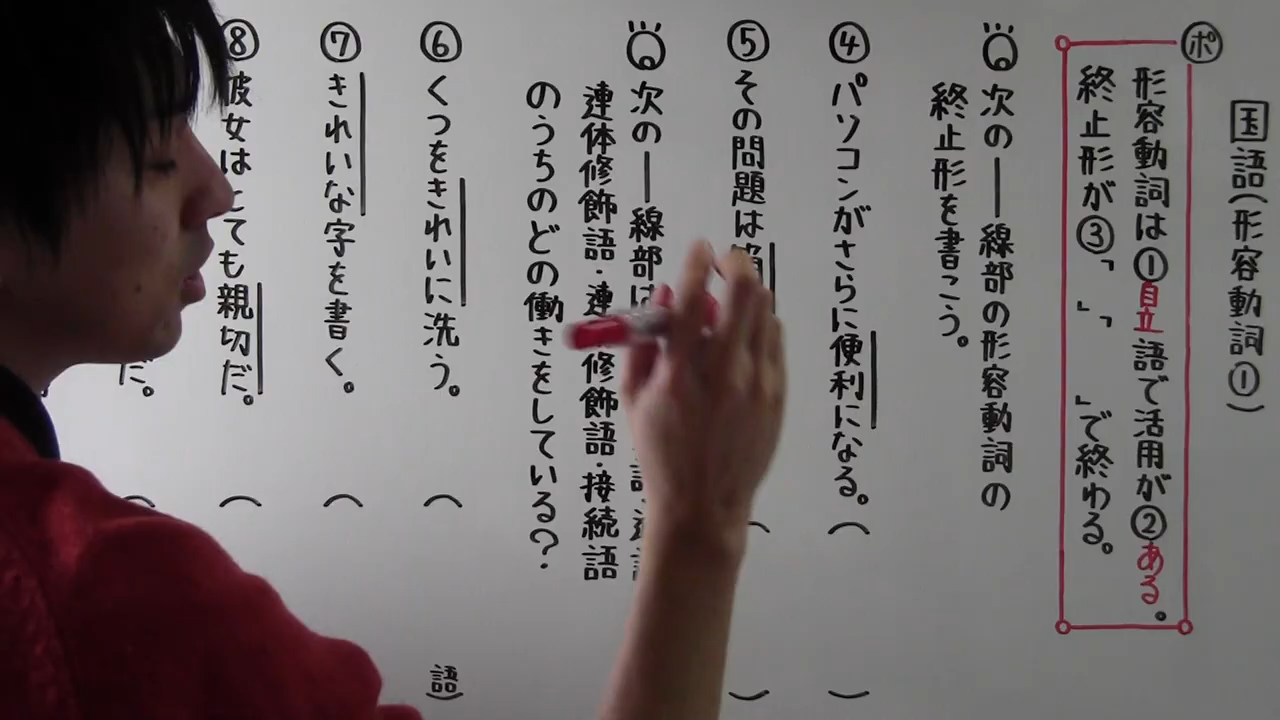 国語(形容動詞①)
ポ
形容動詞は①自立語で活用が②ある。
終止形が③「 」「 」で終わる。
Q 次の―線部の形容動詞の
終止形を書こう。
④ パソコンがさらに便利になる。( )
⑤ その問題は ( )
Q 次の―線部は
連体修飾語・連 修飾語・接続語
のうちのどの働きをしている?
⑥ くつをきれいに洗う。( 語)
⑦ きれいな字を書く。(
⑧ 彼女はとても親切だ。(
だ。(